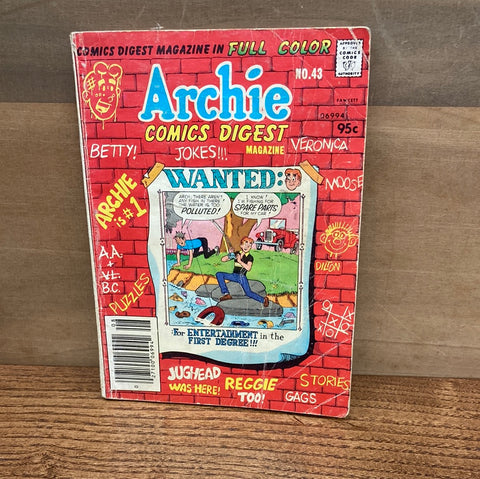 COMICS DIGEST MAGAZINE IN FULL COLOR
APPROVED
BY THE
COMICS
CODE
AUTHORITY
Archie
NO.43
COMICS DIGEST
MAGAZINE
FAWCETT
06994
95c
BETTY!
JOKES!!!
VERONICA
MOOSE
WANTED:
ARCHIE
IS #1
ARCH, THERE AREN'T
ANY FISH IN THERE!
THE WATER IS TOO
POLLUTED!
I KNOW!
I'M FISHING FOR
SPARE PARTS
FOR MY CAR!
DILTON
A.A.
+
V.L.
B.C.
PUZZLES
For ENTERTAINMENT in the
FIRST DEGREE!!!
JUGHEAD
WAS HERE!
REGGIE
TOO!
STORIES
GAGS